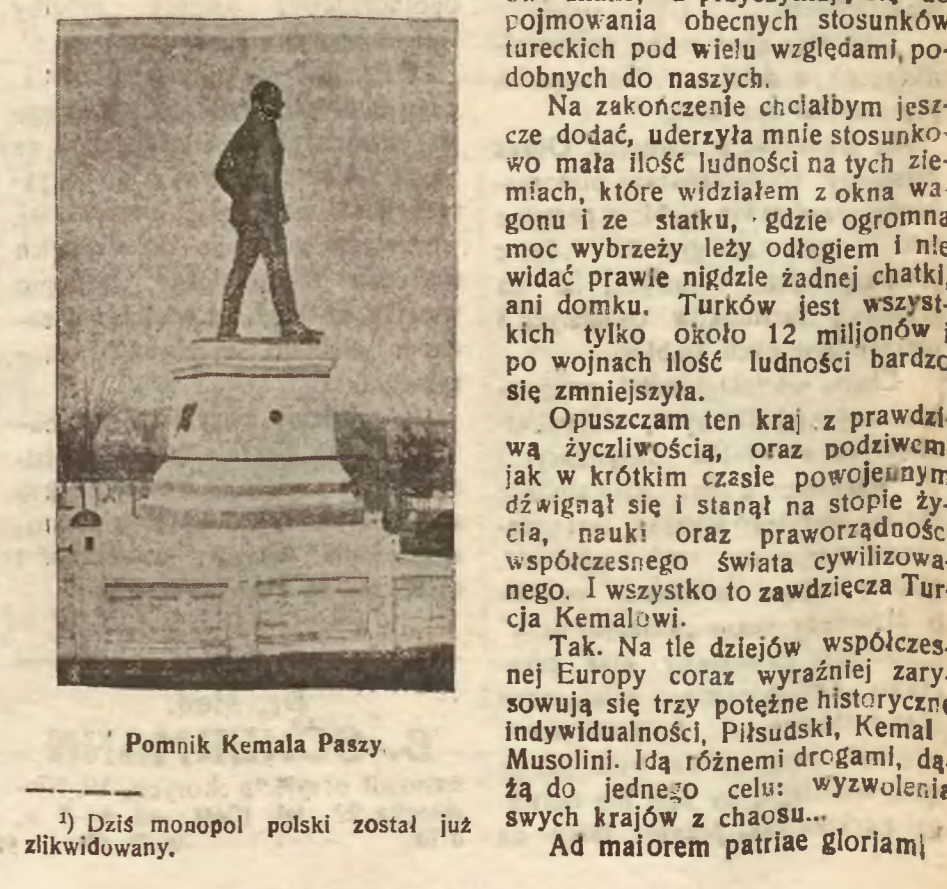 Pomnik Kemala Paszy
¹) Dziś monopol polski został już
zlikwidowany.
pojmowania obecnych stosunków
tureckich pod wielu względami, po-
dobnych do naszych.
Na zakończenie chciałbym jesz-
cze dodać, uderzyła mnie stosunko-
wo mała ilość ludności na tych zie-
miach, które widziałem z okna wa-
gonu i ze statku, gdzie ogromna
moc wybrzeży leży odłogiem i nie
widać prawie nigdzie żadnej chatki,
ani domku. Turków jest wszyst-
kich tylko około 12 miljonów i
po wojnach ilość ludności bardzo
się zmniejszyła.
Opuszczam ten kraj z prawdzi-
wą życzliwością, oraz podziwem
jak w krótkim czasie powojennym
dźwignął się i stanął na stopie ży-
cia, nauki oraz praworządnośc
współczesnego świata cywilizowa-
nego. I wszystko to zawdzięcza Tur-
cja Kemalowi.
Tak. Na tle dziejów współczes-
nej Europy coraz wyraźniej zary-
sowują się trzy potężne historyczne
indywidualności, Piłsudski, Kemal
Musolini. Idą różnemi drogami, dą-
żą do jednego celu: wyzwolenia
swych krajów z chaosu...
Ad maiorem patriae gloriam!